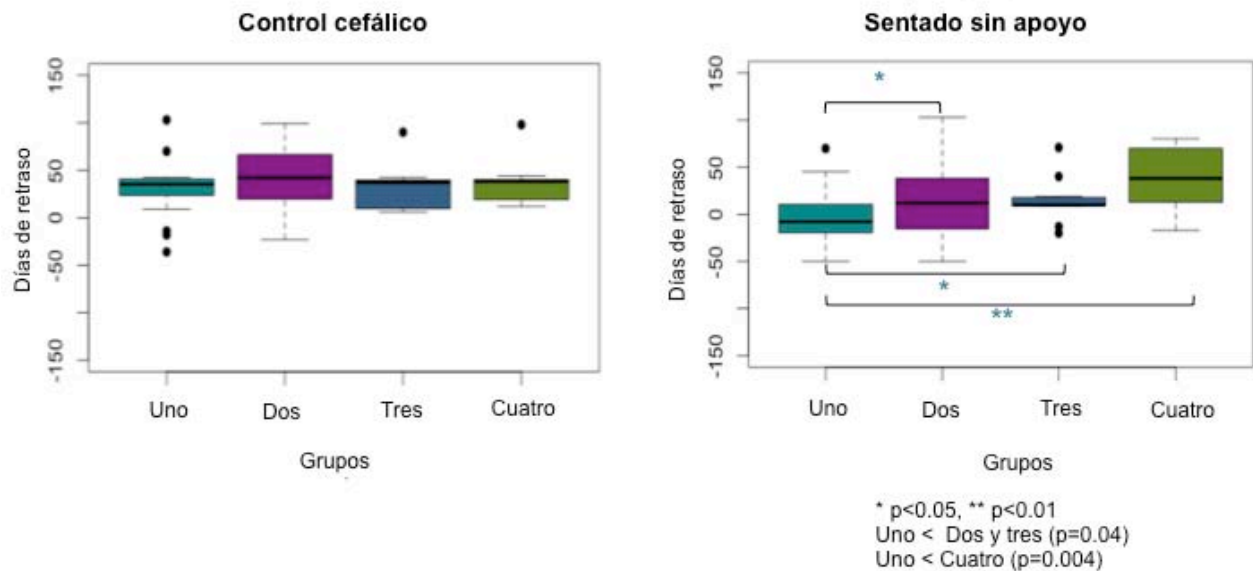 Control cefálico
Días de retraso
150
50
0
-50
-150
Uno
Dos
Tres
Cuatro
Grupos
Sentado sin apoyo
Días de retraso
150
50
0
-50
-150
*
*
**
Uno
Dos
Tres
Cuatro
Grupos
* p<0.05, ** p<0.01
Uno < Dos y tres (p=0.04)
Uno < Cuatro (p=0.004)